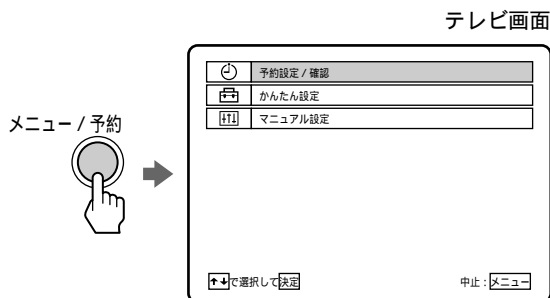 テレビ画面
メニュー / 予約
予約設定 / 確認
かんたん設定
マニュアル設定
で選択して決定
中止 : メニュー